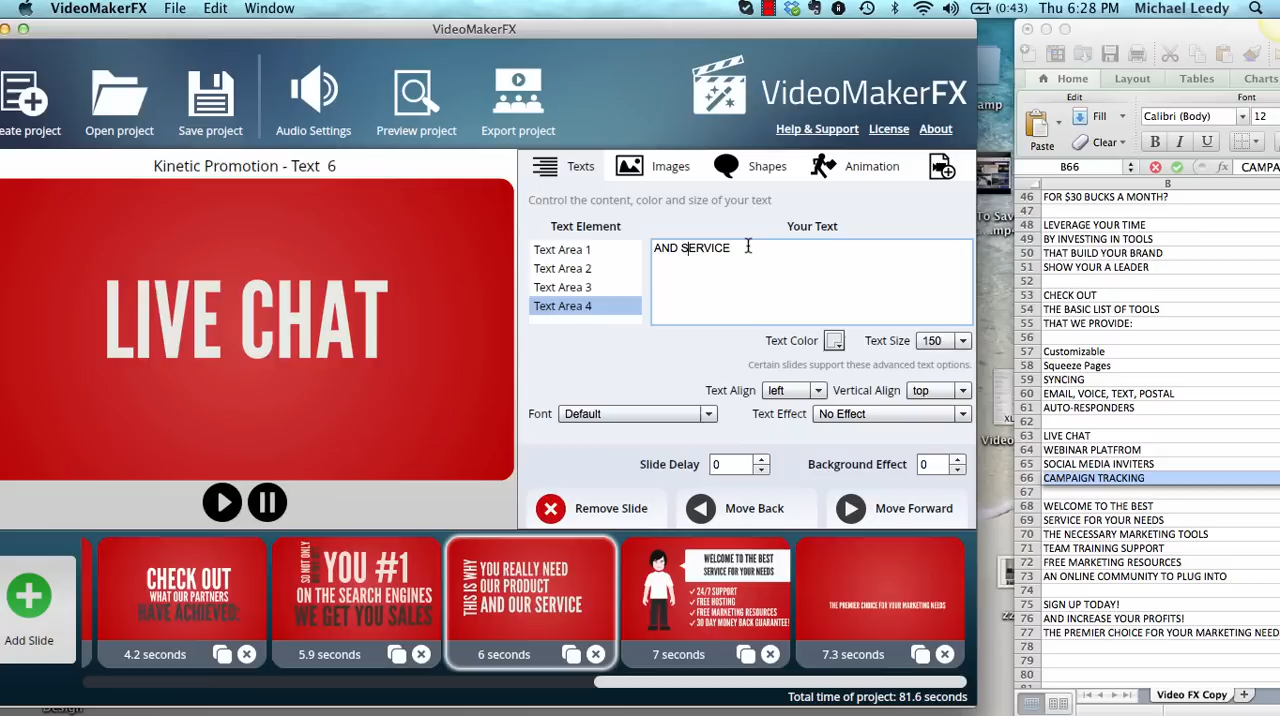 VideoMakerFX File Edit Window
(0:43) Thu 6:28 PM Michael Leedy
VideoMakerFX
eate project Open project Save project Audio Settings Preview project Export project
VideoMakerFX
Help & Support License About
Kinetic Promotion - Text 6
LIVE CHAT
Texts Images Shapes Animation
Control the content, color and size of your text
Text Element Your Text
Text Area 1
Text Area 2
Text Area 3
Text Area 4
AND SERVICE
Text Color Text Size 150
Certain slides support these advanced text options.
Text Align left Vertical Align top
Font Default Text Effect No Effect
Slide Delay 0 Background Effect 0
Remove Slide Move Back Move Forward
Add Slide
CHECK OUT
WHAT OUR PARTNERS
HAVE ACHIEVED:
4.2 seconds
SO NOT ONLY
YOU #1
ON THE SEARCH ENGINES
WE GET YOU SALES
5.9 seconds
THIS IS WHY
YOU REALLY NEED
OUR PRODUCT
AND OUR SERVICE
6 seconds
WELCOME TO THE BEST
SERVICE FOR YOUR NEEDS
24/7 SUPPORT
FREE HOSTING
FREE MARKETING RESOURCES
30 DAY MONEY BACK GUARANTEE!
7 seconds
THE PREMIER CHOICE FOR YOUR MARKETING NEEDS
7.3 seconds
Total time of project: 81.6 seconds
Design
amp
To Sav
.mp4
Video
Home Layout Tables Charts
Edit Font
Paste Fill Clear Calibri (Body) 12
B I U
B66 fx CAMPA
B
46 FOR $30 BUCKS A MONTH?
47
48 LEVERAGE YOUR TIME
49 BY INVESTING IN TOOLS
50 THAT BUILD YOUR BRAND
51 SHOW YOUR A LEADER
52
53 CHECK OUT
54 THE BASIC LIST OF TOOLS
55 THAT WE PROVIDE:
56
57 Customizable
58 Squeeze Pages
59 SYNCING
60 EMAIL, VOICE, TEXT, POSTAL
61 AUTO-RESPONDERS
62
63 LIVE CHAT
64 WEBINAR PLATFROM
65 SOCIAL MEDIA INVITERS
66 CAMPAIGN TRACKING
67
68 WELCOME TO THE BEST
69 SERVICE FOR YOUR NEEDS
70 THE NECESSARY MARKETING TOOLS
71 TEAM TRAINING SUPPORT
72 FREE MARKETING RESOURCES
73 AN ONLINE COMMUNITY TO PLUG INTO
74
75 SIGN UP TODAY!
76 AND INCREASE YOUR PROFITS!
77 THE PREMIER CHOICE FOR YOUR MARKETING NEED
78
79
80
81
Video FX Copy